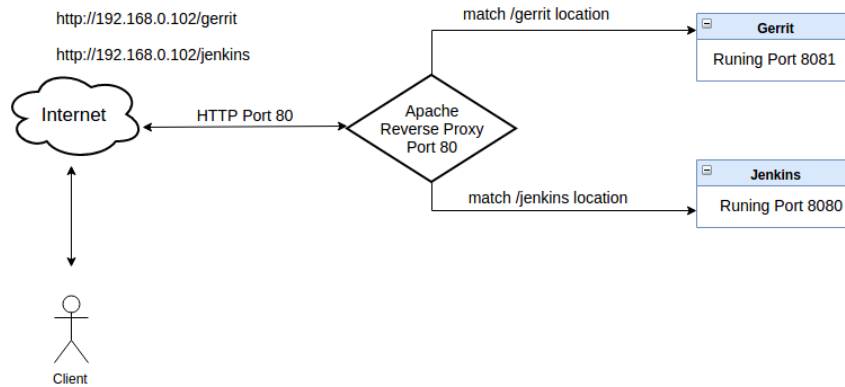 http://192.168.0.102/gerrit
http://192.168.0.102/jenkins
Internet
HTTP Port 80
Apache
Reverse Proxy
Port 80
match /gerrit location
Gerrit
Runing Port 8081
match /jenkins location
Jenkins
Runing Port 8080
Client